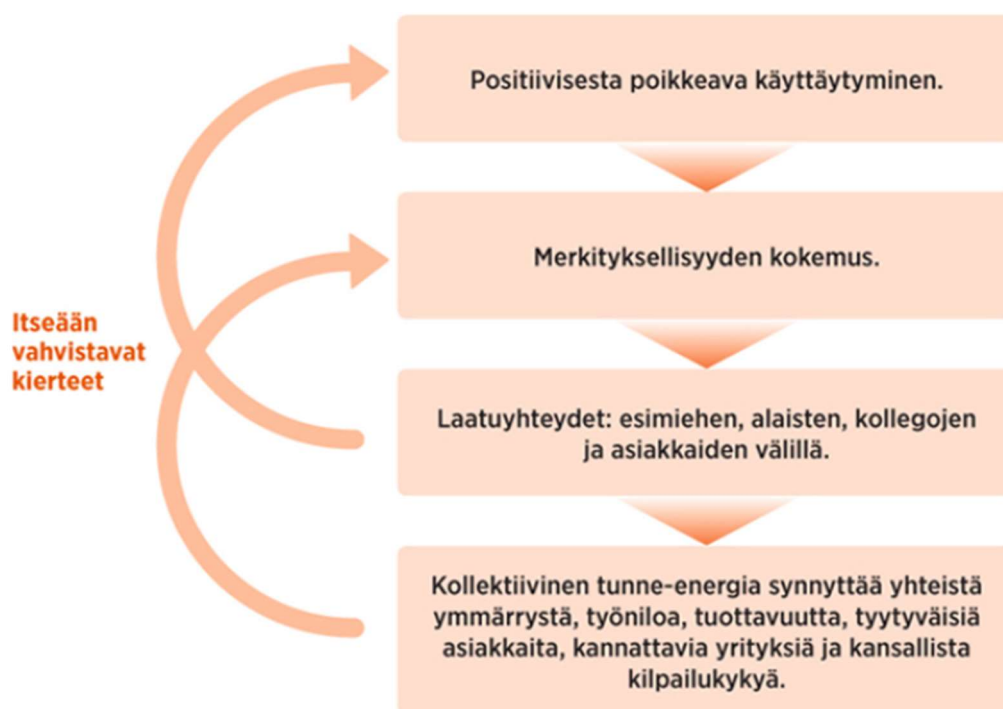 Positiivisesta poikkeava käyttäytyminen.
Merkityksellisyyden kokemus.
Itseään
vahvistavat
kierteet
Laatuyhteydet: esimiehen, alaisten, kollegojen
ja asiakkaiden välillä.
Kollektiivinen tunne-energia synnyttää yhteistä
ymmärrystä, työniloa, tuottavuutta, tyytyväisiä
asiakkaita, kannattavia yrityksiä ja kansallista
kilpailukykyä.